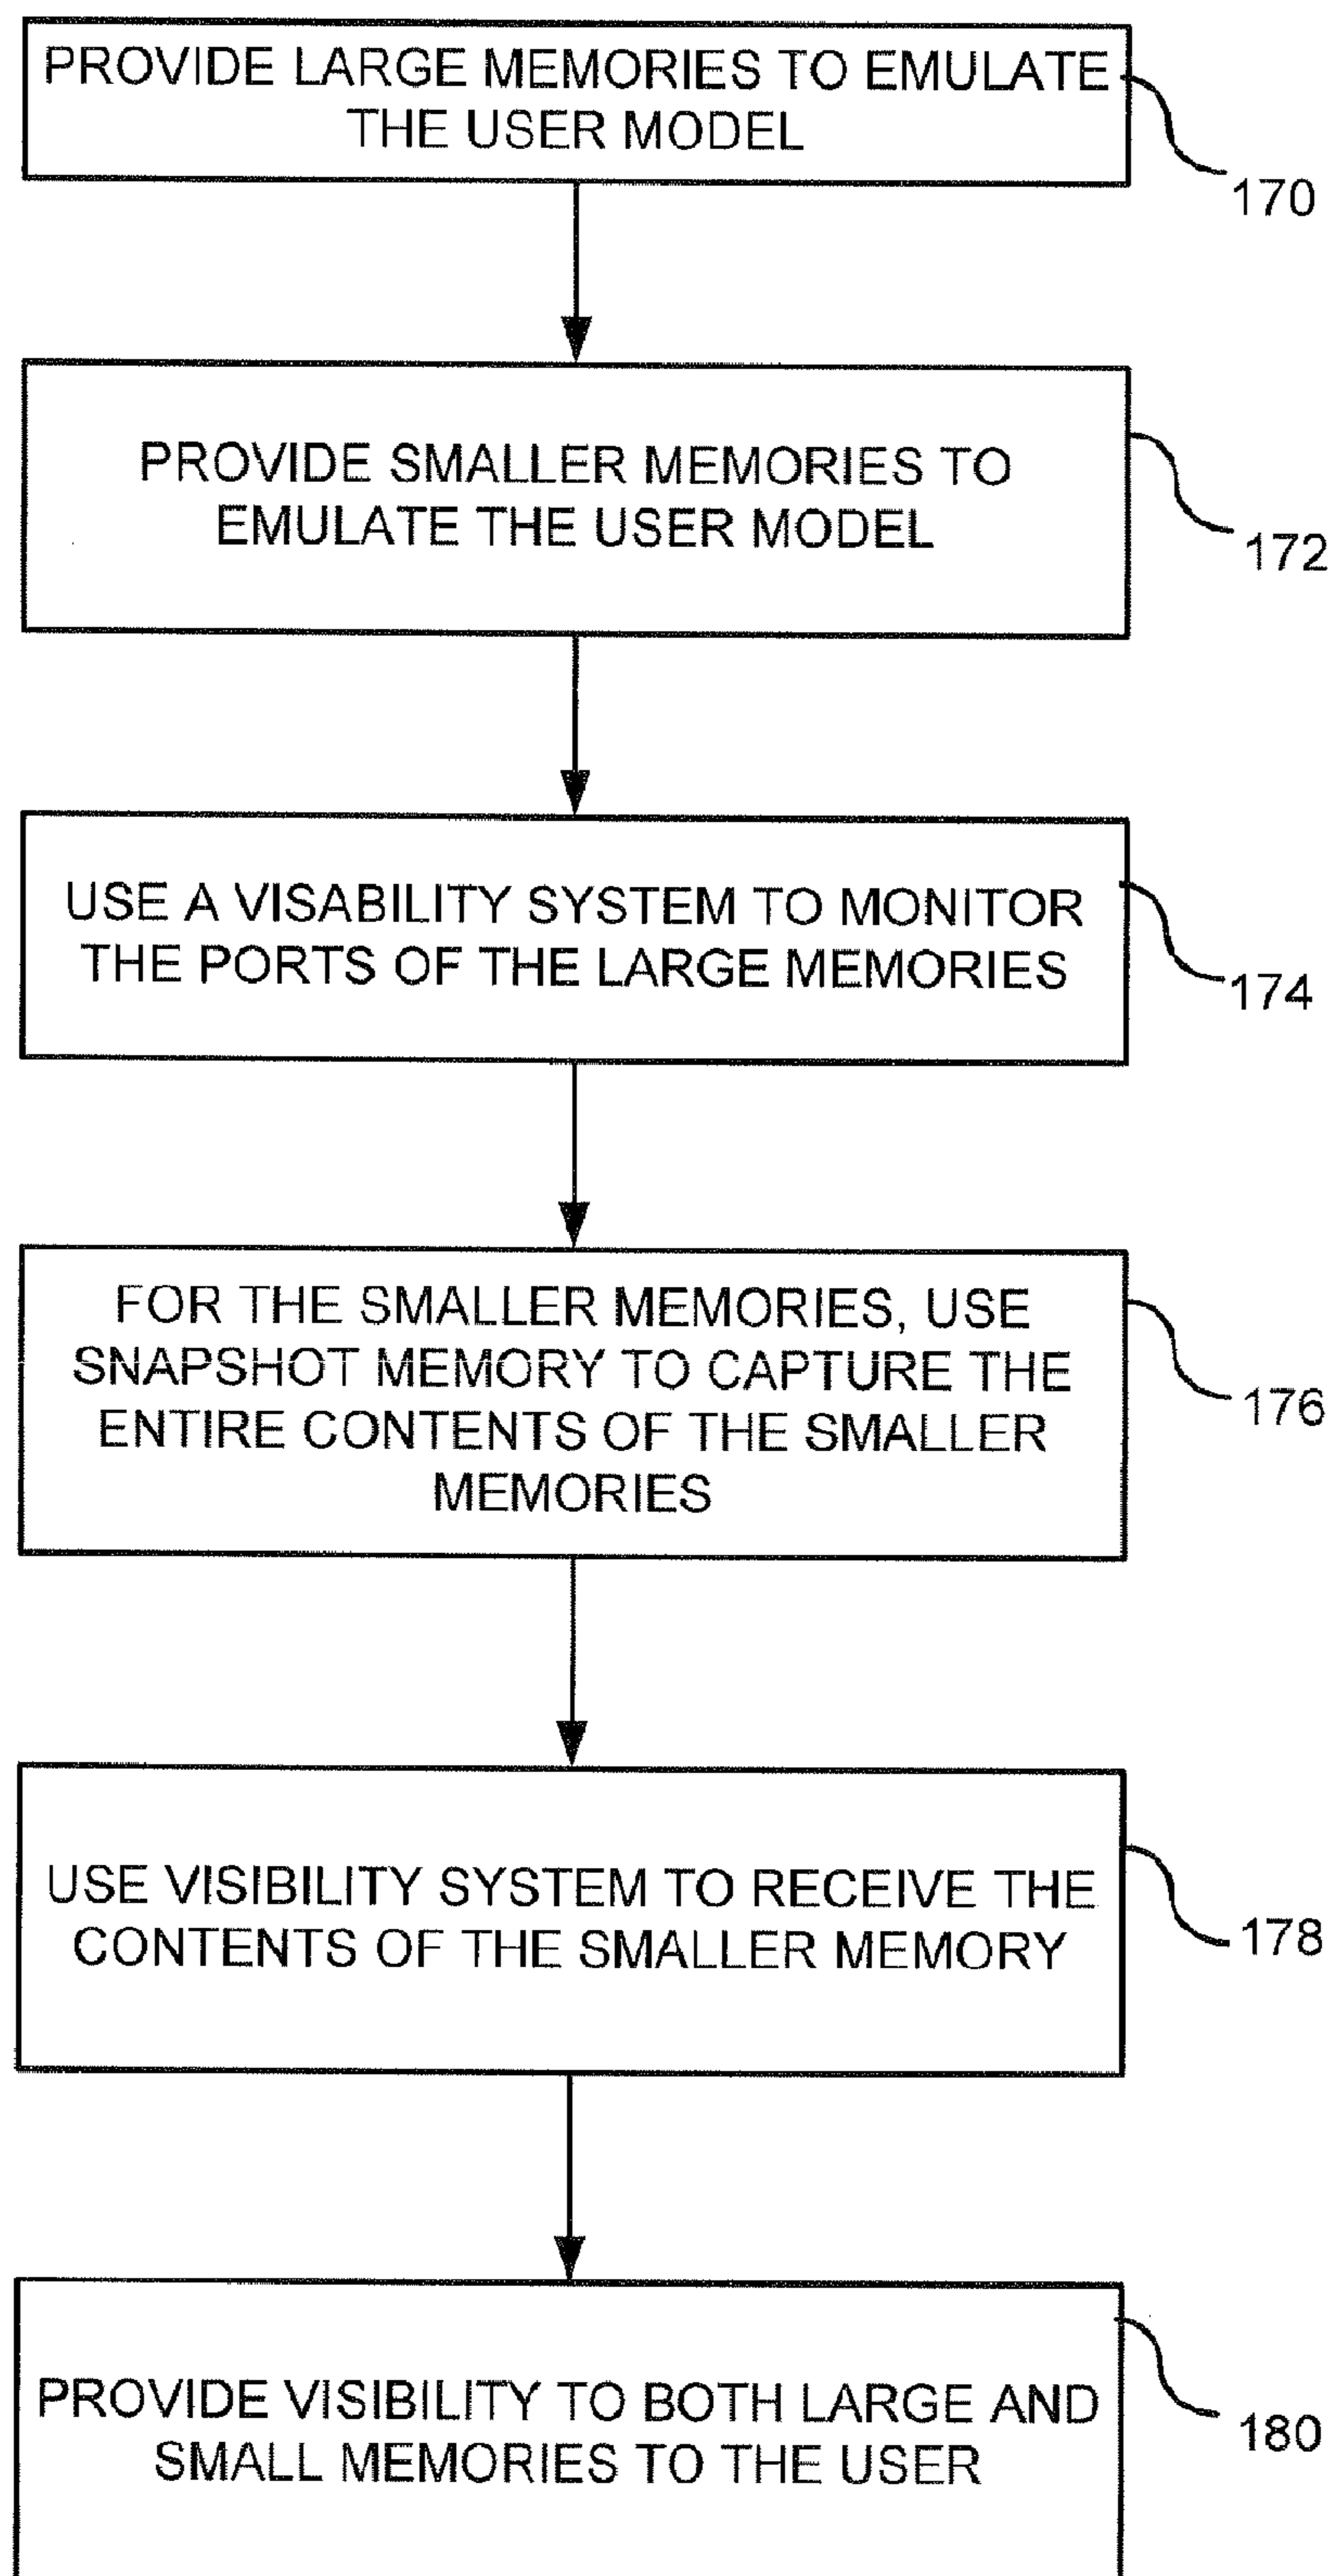 PROVIDE LARGE MEMORIES TO EMULATE
THE USER MODEL
170
PROVIDE SMALLER MEMORIES TO
EMULATE THE USER MODEL
172
USE A VISABILITY SYSTEM TO MONITOR
THE PORTS OF THE LARGE MEMORIES
174
FOR THE SMALLER MEMORIES, USE
SNAPSHOT MEMORY TO CAPTURE THE
ENTIRE CONTENTS OF THE SMALLER
MEMORIES
176
USE VISIBILITY SYSTEM TO RECEIVE THE
CONTENTS OF THE SMALLER MEMORY
178
PROVIDE VISIBILITY TO BOTH LARGE AND
SMALL MEMORIES TO THE USER
180